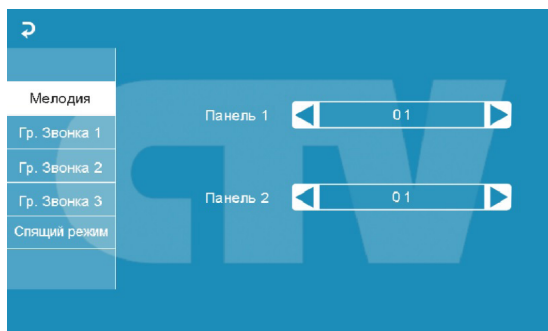 Мелодия
Гр. Звонка 1
Гр. Звонка 2
Гр. Звонка 3
Спящий режим
Панель 1 01
Панель 2 01
CTV